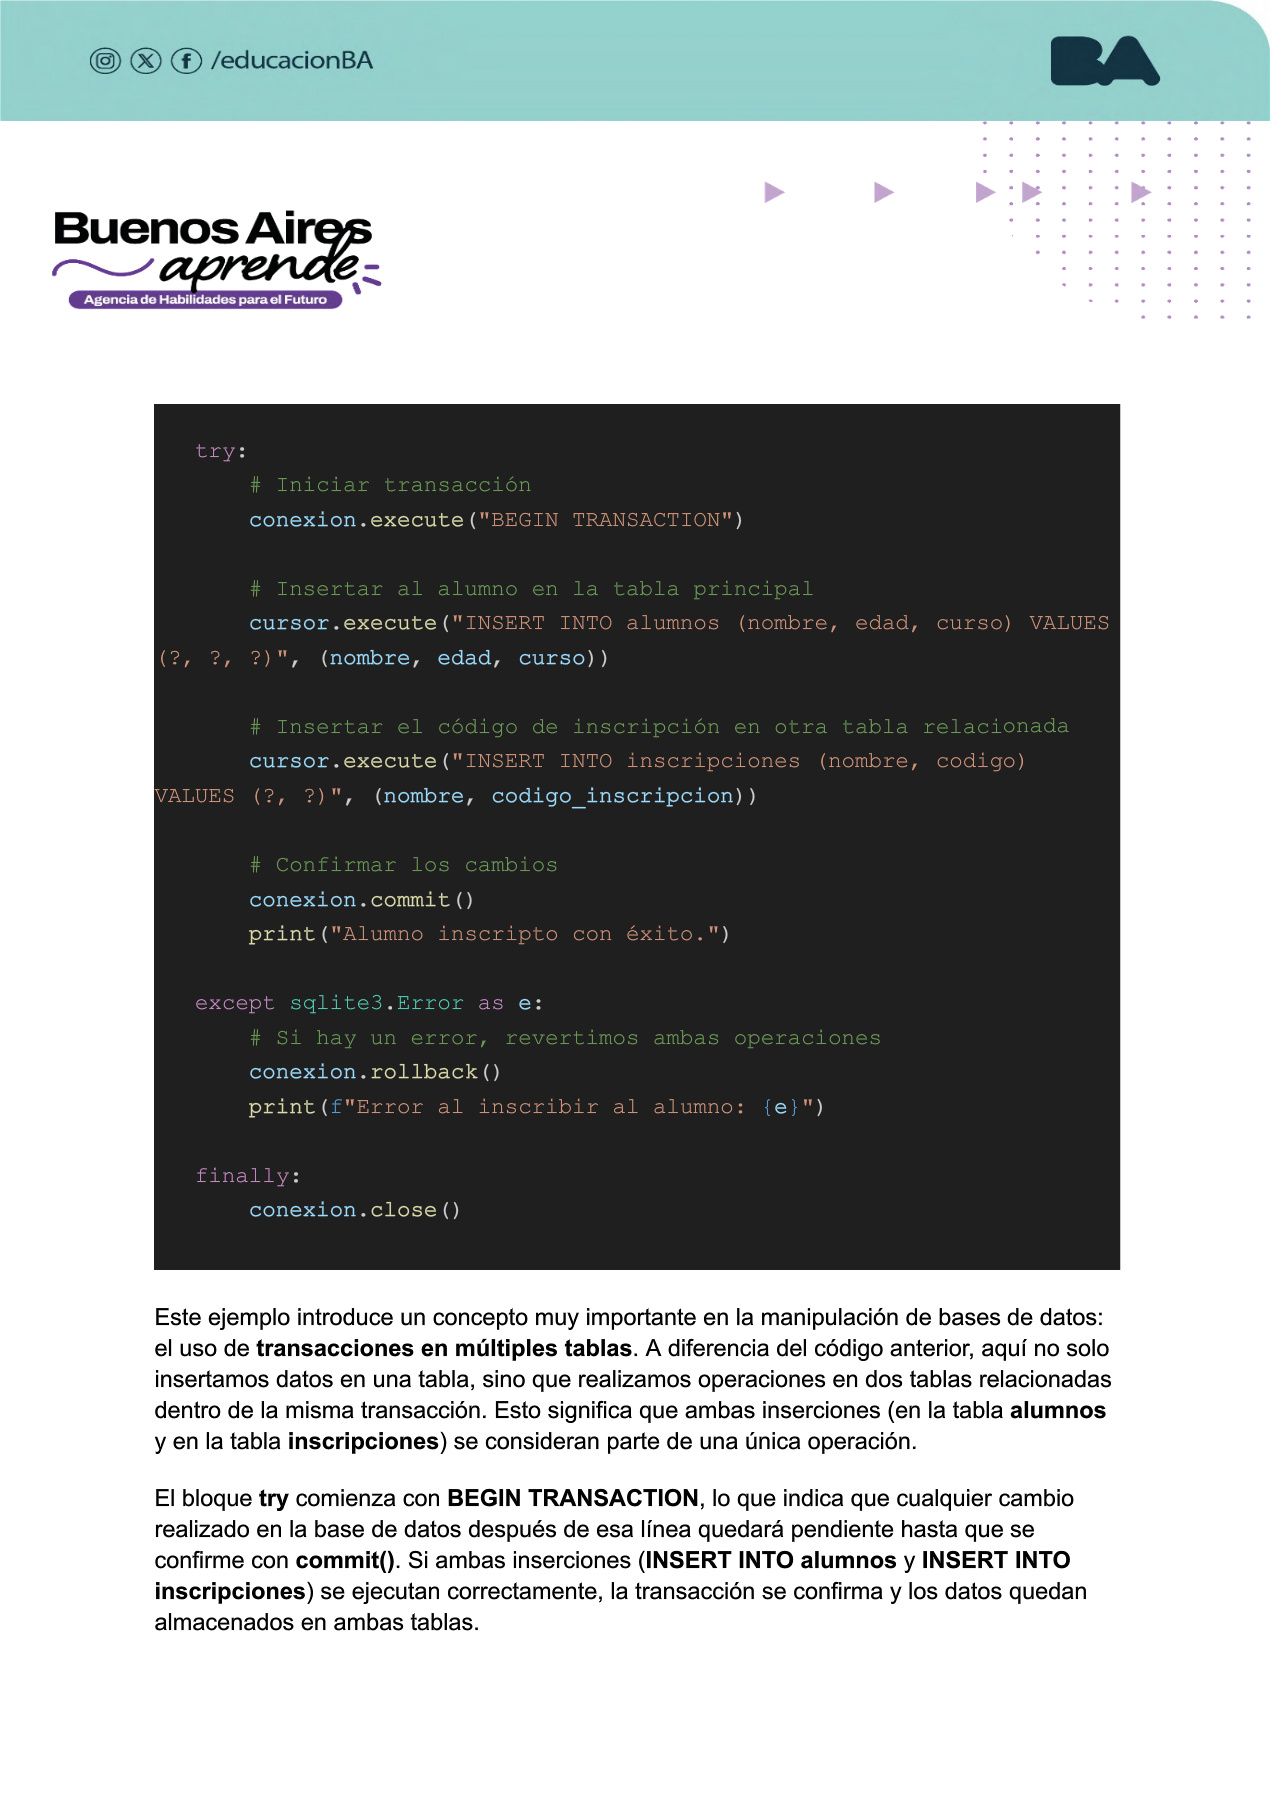 /educacionBA
BA
Buenos Aires
aprende
Agencia de Habilidades para el Futuro
try:
# Iniciar transacción
conexion.execute("BEGIN TRANSACTION")
# Insertar al alumno en la tabla principal
cursor.execute("INSERT INTO alumnos (nombre, edad, curso) VALUES
(?, ?, ?)", (nombre, edad, curso))
# Insertar el código de inscripción en otra tabla relacionada
cursor.execute("INSERT INTO inscripciones (nombre, codigo)
VALUES (?, ?)", (nombre, codigo_inscripcion))
# Confirmar los cambios
conexion.commit()
print("Alumno inscripto con éxito.")
except sqlite3.Error as e:
# Si hay un error, revertimos ambas operaciones
conexion.rollback()
print(f"Error al inscribir al alumno: {e}")
finally:
conexion.close()
Este ejemplo introduce un concepto muy importante en la manipulación de bases de datos:
el uso de transacciones en múltiples tablas. A diferencia del código anterior, aquí no solo
insertamos datos en una tabla, sino que realizamos operaciones en dos tablas relacionadas
dentro de la misma transacción. Esto significa que ambas inserciones (en la tabla alumnos
y en la tabla inscripciones) se consideran parte de una única operación.
El bloque try comienza con BEGIN TRANSACTION, lo que indica que cualquier cambio
realizado en la base de datos después de esa línea quedará pendiente hasta que se
confirme con commit(). Si ambas inserciones (INSERT INTO alumnos y INSERT INTO
inscripciones) se ejecutan correctamente, la transacción se confirma y los datos quedan
almacenados en ambas tablas.